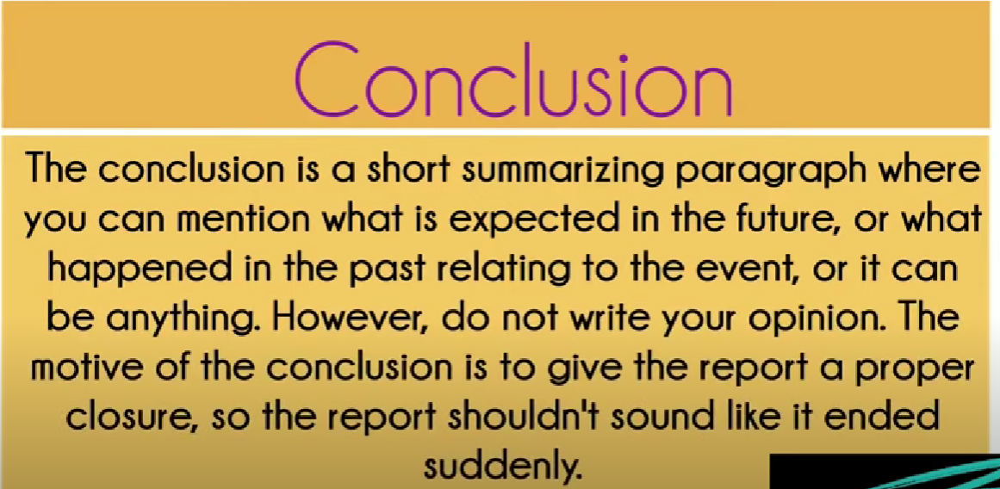 Conclusion
The conclusion is a short summarizing paragraph where
you can mention what is expected in the future, or what
happened in the past relating to the event, or it can
be anything. However, do not write your opinion. The
motive of the conclusion is to give the report a proper
closure, so the report shouldn't sound like it ended
suddenly.